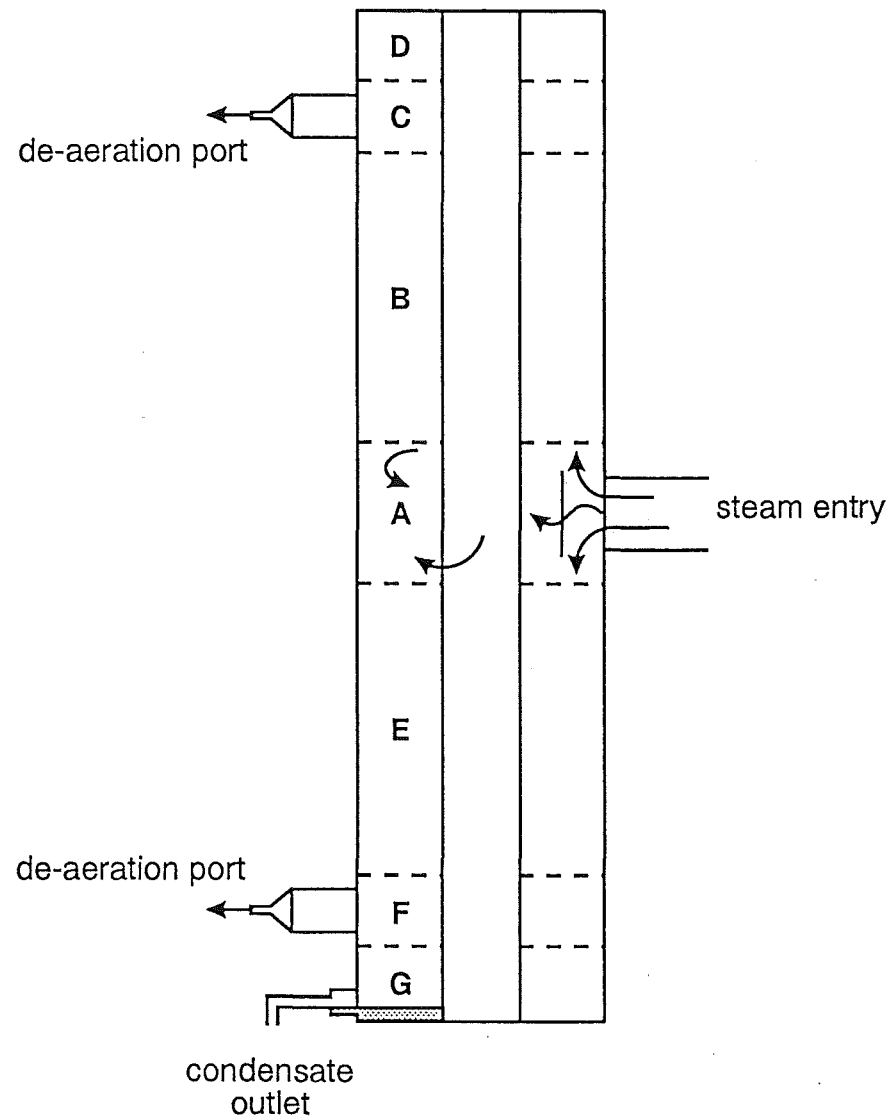 D
C
de-aeration port
B
A
steam entry
E
de-aeration port
F
G
condensate
outlet